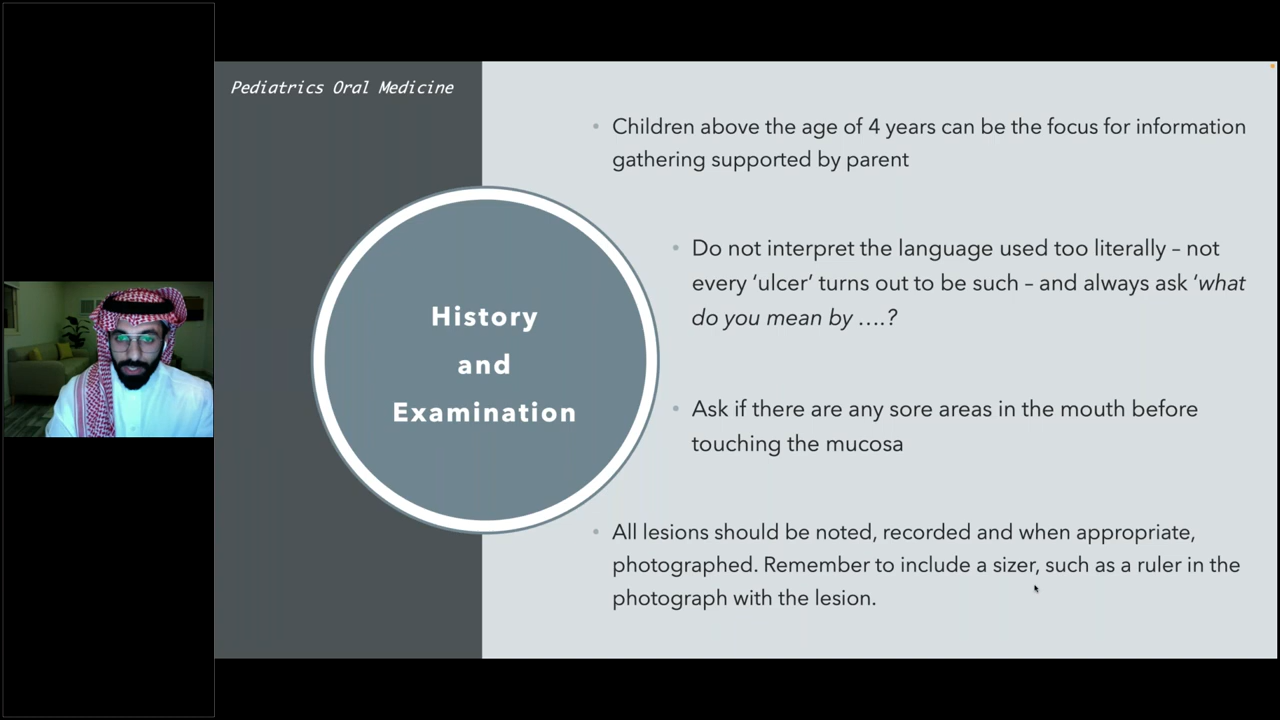 Pediatrics Oral Medicine
History
and
Examination
• Children above the age of 4 years can be the focus for information
gathering supported by parent
• Do not interpret the language used too literally – not
every ‘ulcer’ turns out to be such – and always ask ‘what
do you mean by ….?
• Ask if there are any sore areas in the mouth before
touching the mucosa
• All lesions should be noted, recorded and when appropriate,
photographed. Remember to include a sizer, such as a ruler in the
photograph with the lesion.